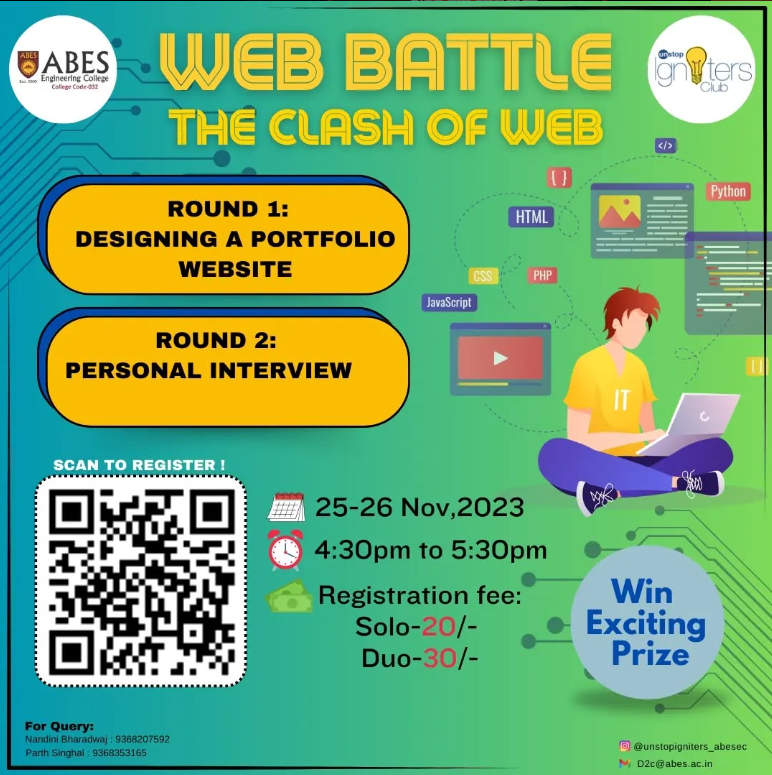 ABES
ABES
Engineering College
Est. 2000
College Code-032
WEB BATTLE
THE CLASH OF WEB
unstop
Igniters
Club
ROUND 1:
DESIGNING A PORTFOLIO
WEBSITE
ROUND 2:
PERSONAL INTERVIEW
</>
{ }
Python
HTML
CSS
PHP
JavaScript
[ ]
IT
SCAN TO REGISTER !
25-26 Nov,2023
4:30pm to 5:30pm
Registration fee:
Solo-20/-
Duo-30/-
Win
Exciting
Prize
For Query:
Nandini Bharadwaj : 9368207592
Parth Singhal : 9368353165
@unstopigniters_abesec
D2c@abes.ac.in